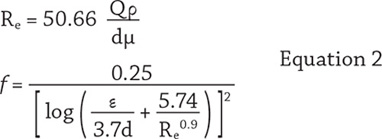 Rₑ = 50.66 Qρ/dμ
f = 0.25/[log(ε/3.7d + 5.74/Rₑ^0.9)]²
Equation 2